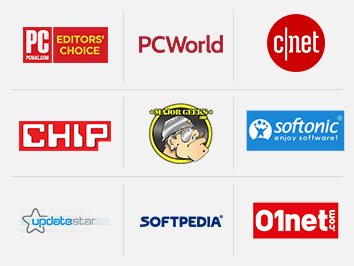 PC
PCMAG.COM
EDITORS'
CHOICE
PCWorld
c|net
CHIP
MAJOR GEEKS
softonic®
enjoy software!
updatestar
SOFTPEDIA®
01net.com